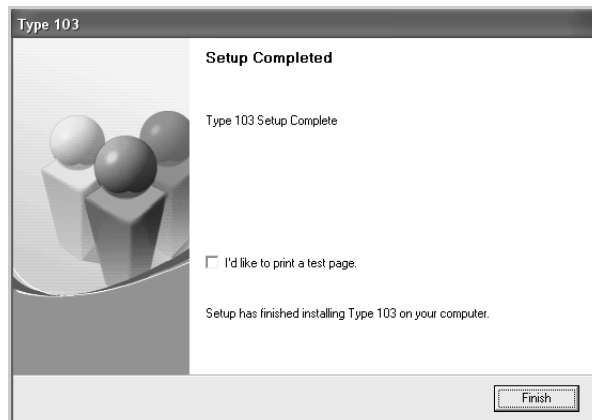 Type 103
Setup Completed
Type 103 Setup Complete
I'd like to print a test page.
Setup has finished installing Type 103 on your computer.
Finish